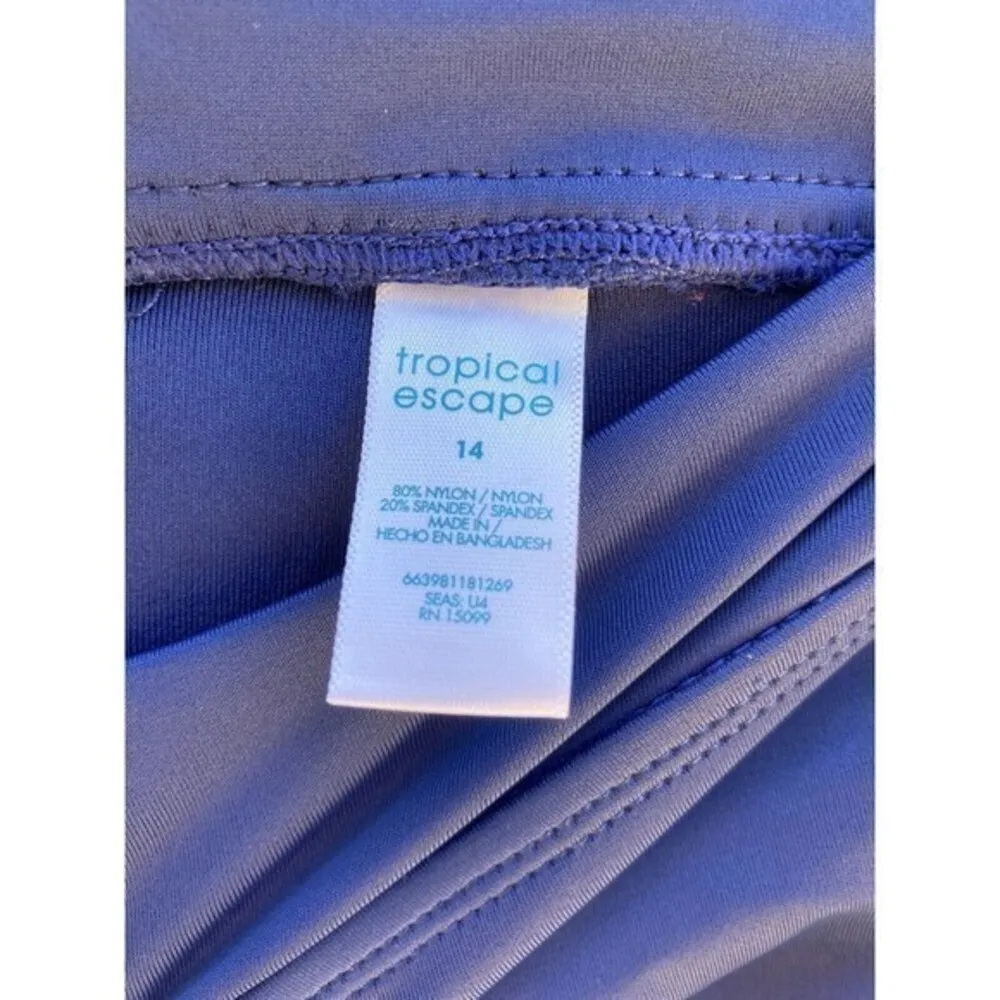 tropical
escape
14
80% NYLON / NYLON
20% SPANDEX / SPANDEX
MADE IN /
HECHO EN BANGLADESH
663981181269
SEAS: U4
RN 15099